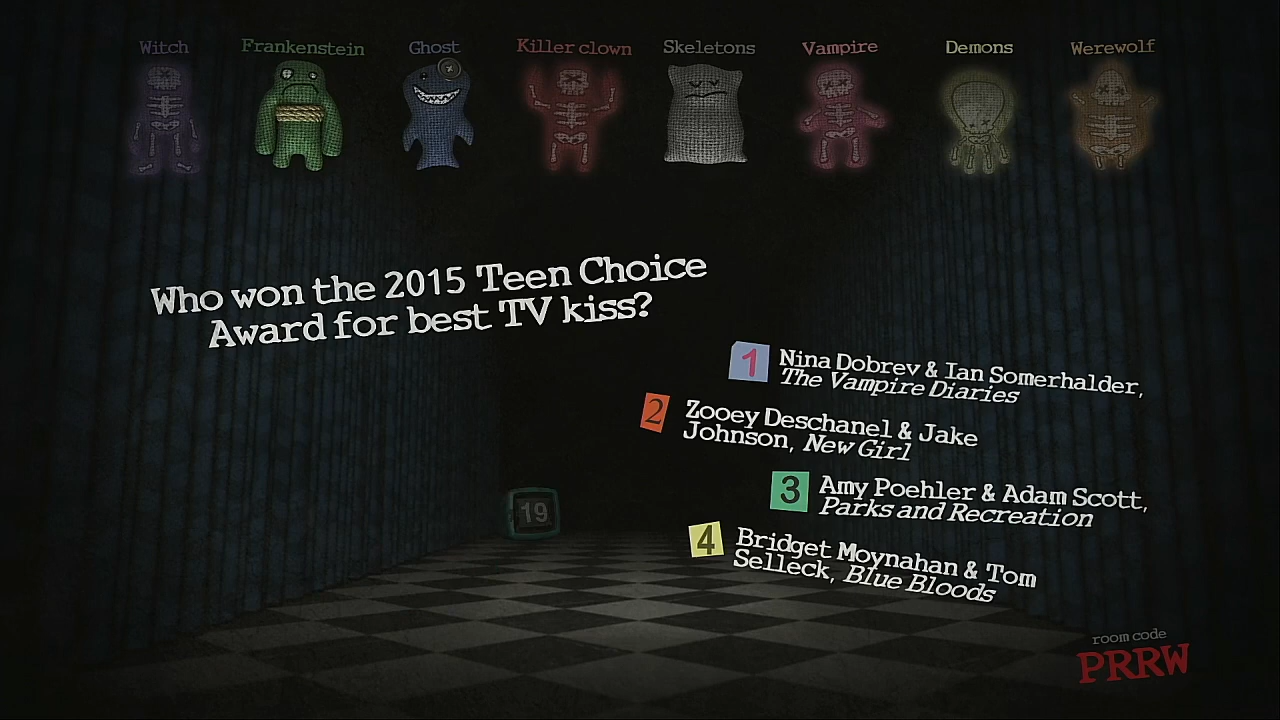 Witch
Frankenstein
Ghost
Killer clown
Skeletons
Vampire
Demons
Werewolf
Who won the 2015 Teen Choice
Award for best TV kiss?
1
Nina Dobrev & Ian Somerhalder,
The Vampire Diaries
2
Zooey Deschanel & Jake
Johnson, New Girl
3
Amy Poehler & Adam Scott,
Parks and Recreation
4
Bridget Moynahan & Tom
Selleck, Blue Bloods
19
room code
PRRW